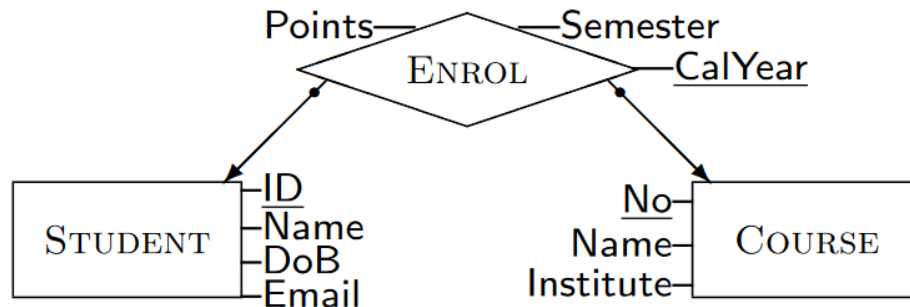 Points
Semester
ENROL
CalYear
ID
No
Name
STUDENT
Name
COURSE
DoB
Institute
Email